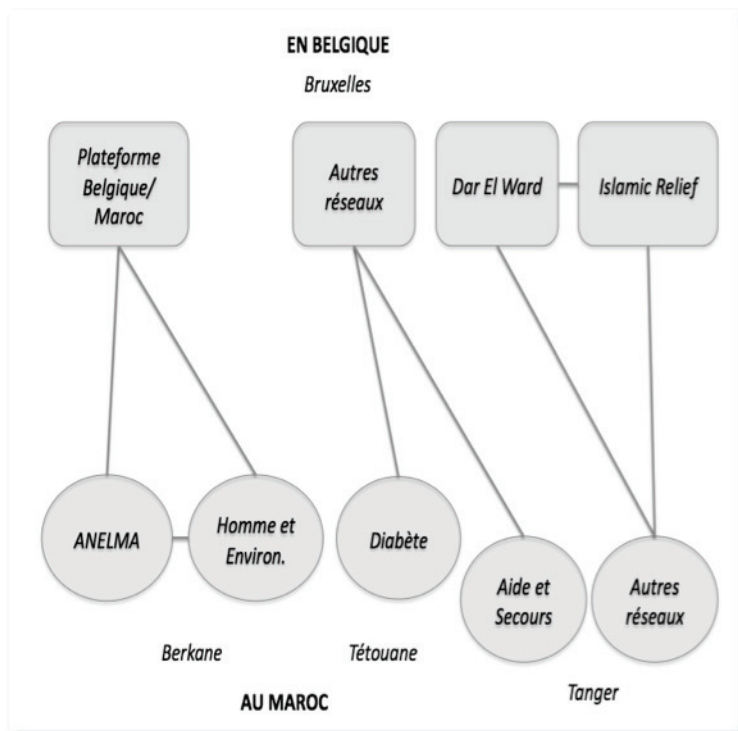 EN BELGIQUE
Bruxelles
Plateforme
Belgique/
Maroc
Autres
réseaux
Dar El Ward
Islamic Relief
ANELMA
Homme et
Environ.
Diabète
Aide et
Secours
Autres
réseaux
Berkane
Tétouane
Tanger
AU MAROC